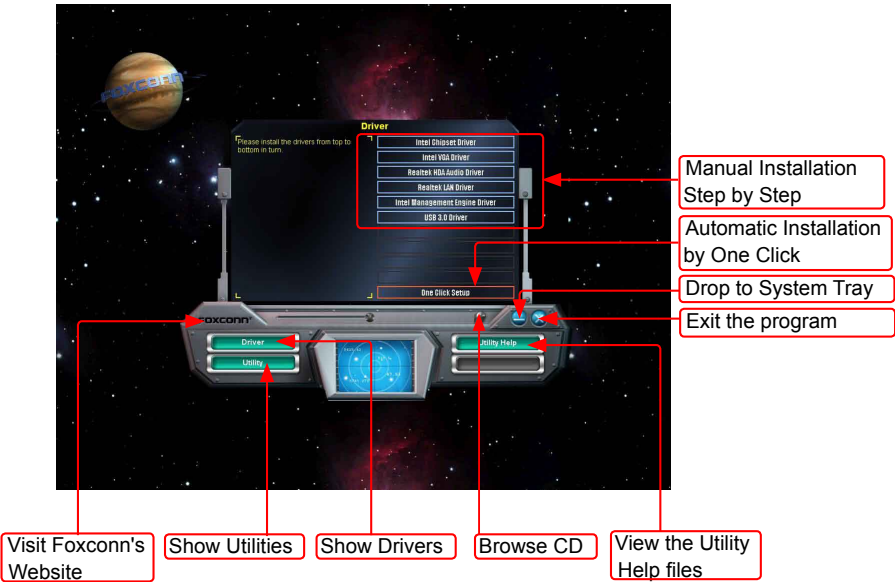 FOXCONN
Driver
Please install the drivers from top to
bottom in turn.
Intel Chipset Driver
Intel VGA Driver
Realtek HDA Audio Driver
Realtek LAN Driver
Intel Management Engine Driver
USB 3.0 Driver
One Click Setup
Manual Installation
Step by Step
Automatic Installation
by One Click
Drop to System Tray
Exit the program
FOXCONN
Driver
Utility
Utility Help
Visit Foxconn's
Website
Show Utilities
Show Drivers
Browse CD
View the Utility
Help files